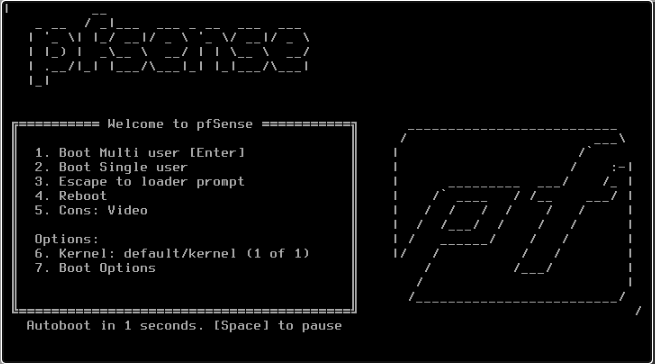 pfSense
Welcome to pfSense
1. Boot Multi user [Enter]
2. Boot Single user
3. Escape to loader prompt
4. Reboot
5. Cons: Video
Options:
6. Kernel: default/kernel (1 of 1)
7. Boot Options
Autoboot in 1 seconds. [Space] to pause
pf